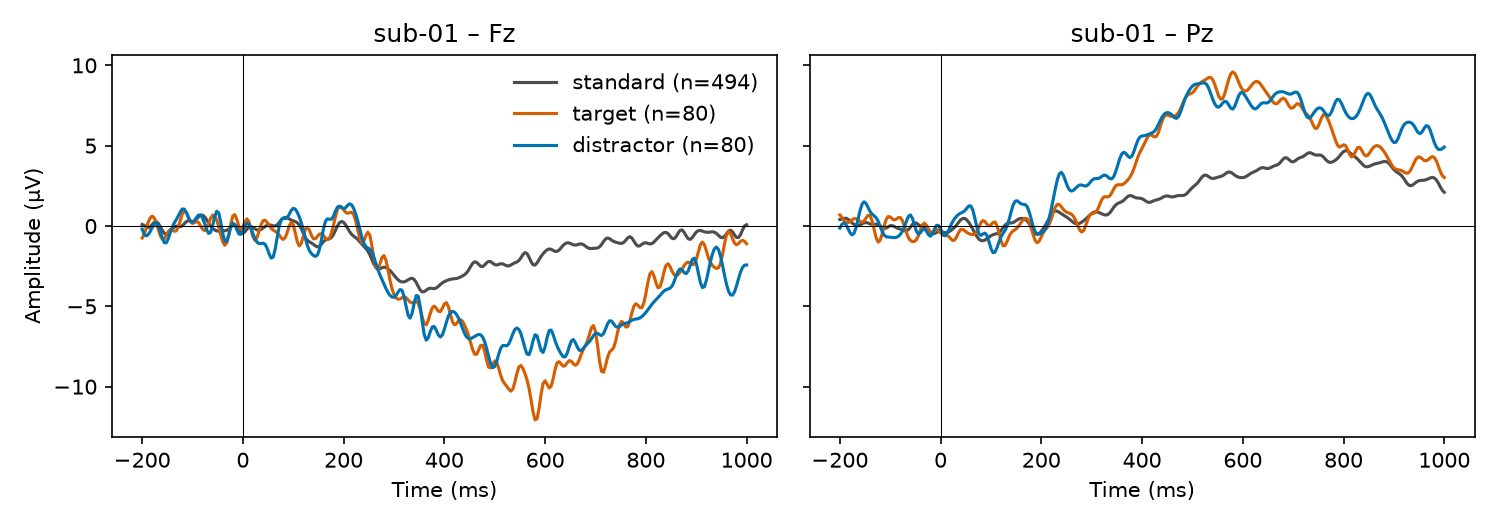 sub-01 – Fz
sub-01 – Pz
Amplitude (µV)
10
5
0
−5
−10
standard (n=494)
target (n=80)
distractor (n=80)
−200 0 200 400 600 800 1000
−200 0 200 400 600 800 1000
Time (ms)
Time (ms)